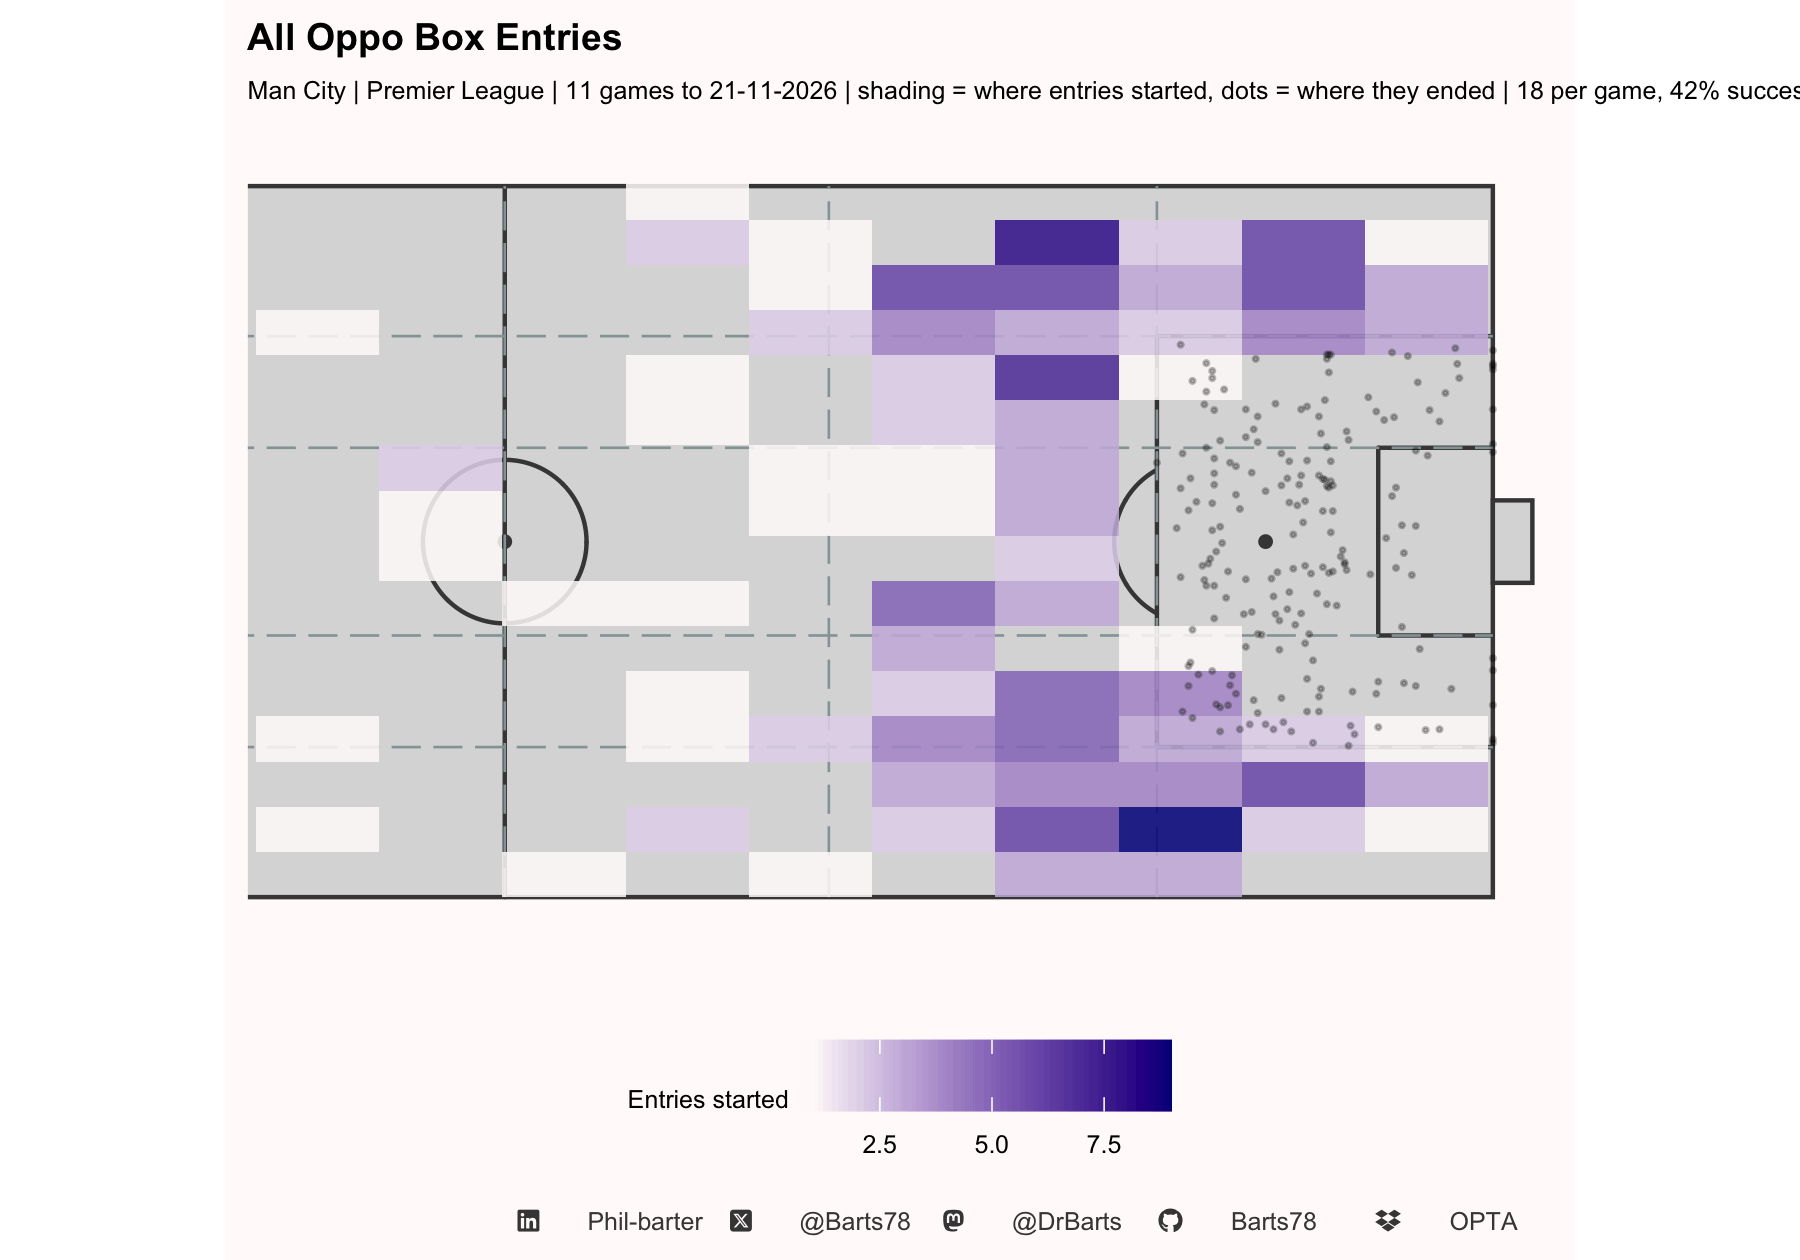 All Oppo Box Entries
Man City | Premier League | 11 games to 21-11-2026 | shading = where entries started, dots = where they ended | 18 per game, 42% succes
Entries started
2.5 5.0 7.5
Phil-barter @Barts78 @DrBarts Barts78 OPTA